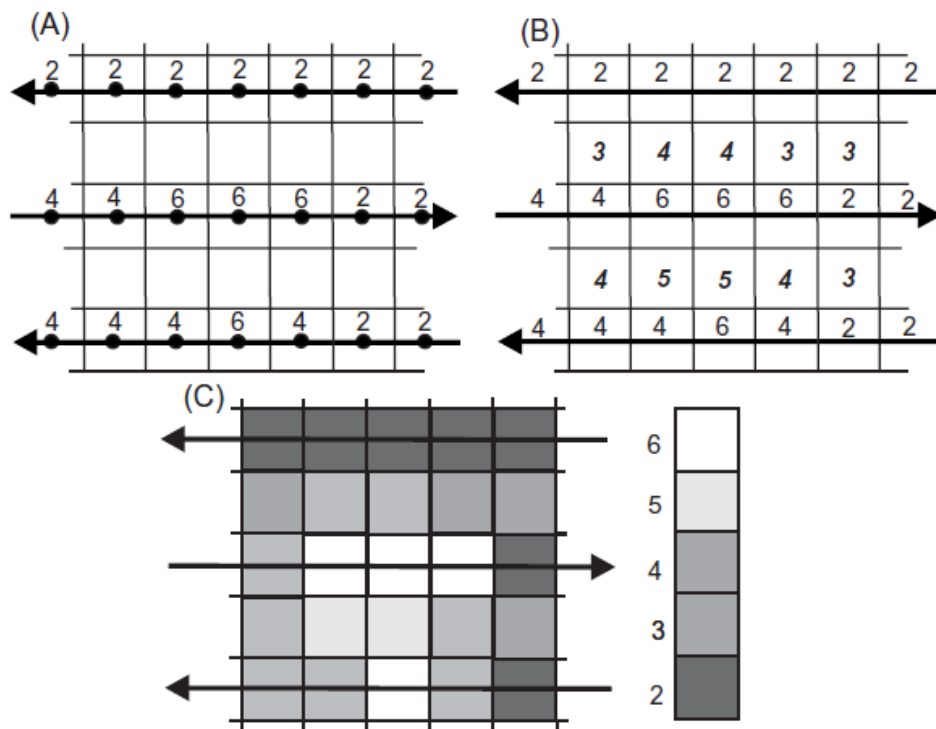 (A)
2 2 2 2 2 2 2
4 4 6 6 6 2 2
4 4 4 6 4 2 2
(B)
2 2 2 2 2 2 2
3 4 4 3 3
4 4 6 6 6 2 2
4 5 5 4 3
4 4 4 6 4 2 2
(C)
6
5
4
3
2